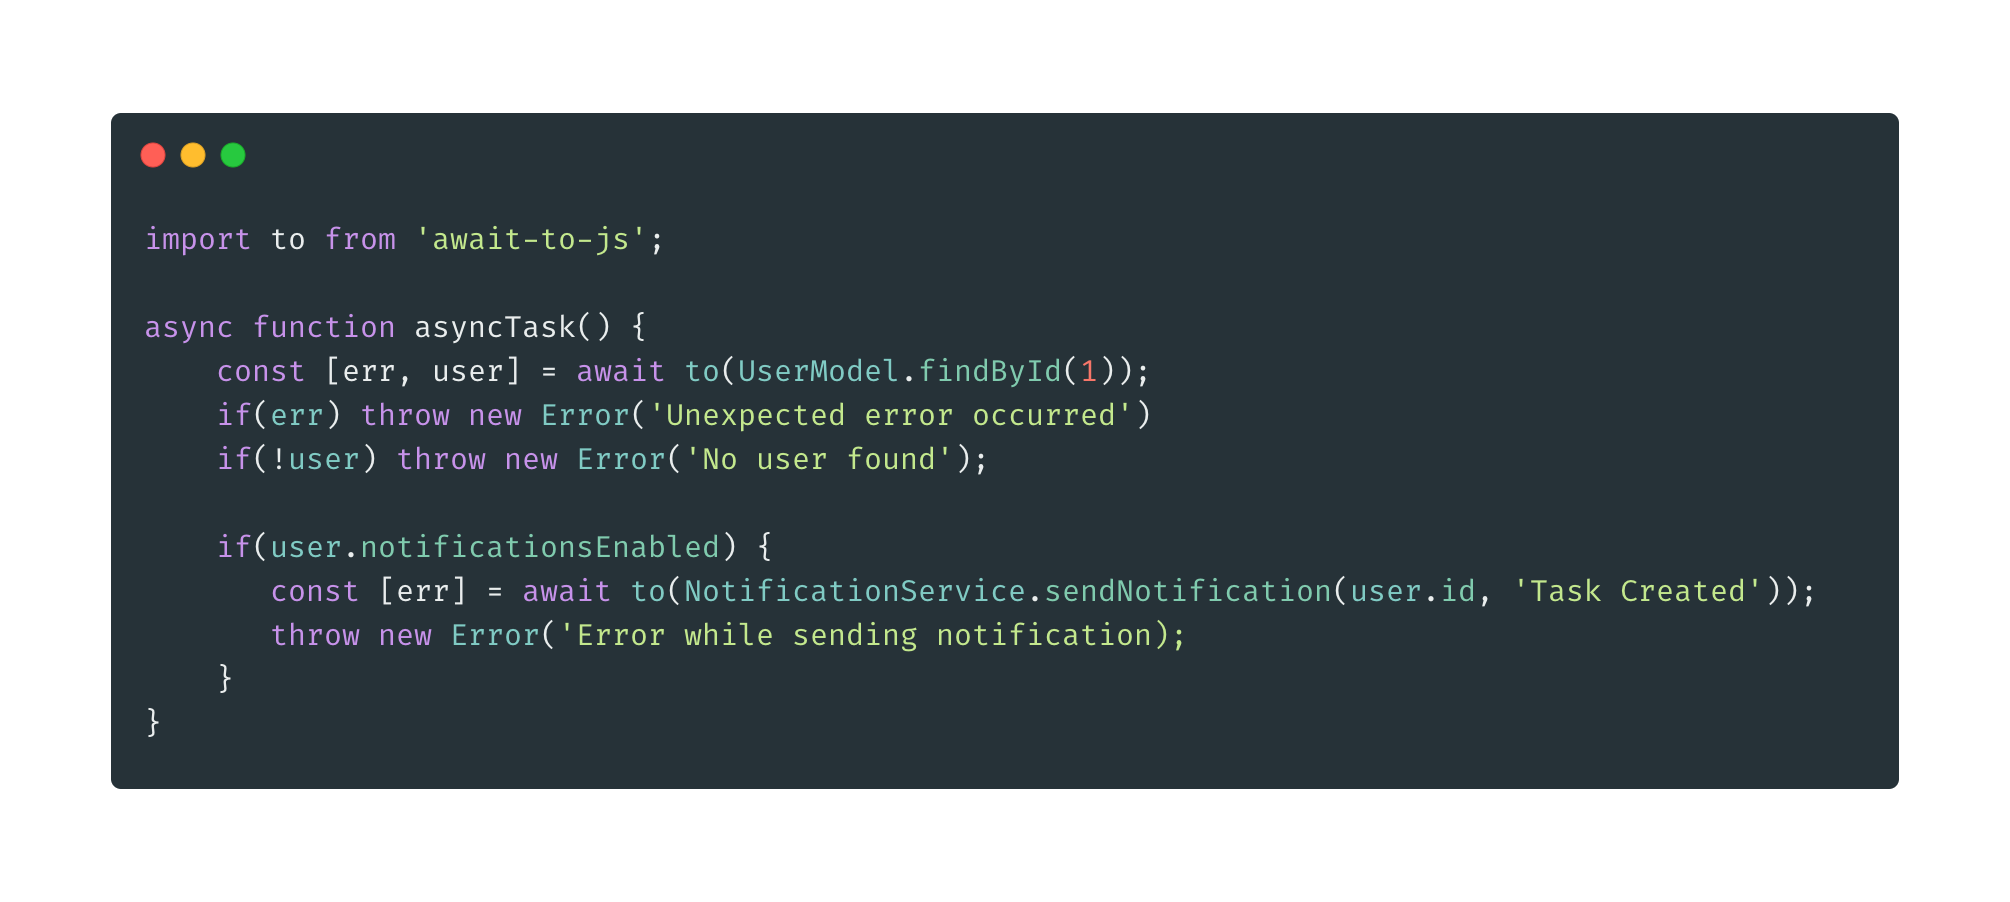 import to from 'await-to-js';
async function asyncTask() {
    const [err, user] = await to(UserModel.findById(1));
    if(err) throw new Error('Unexpected error occurred')
    if(!user) throw new Error('No user found');
    if(user.notificationsEnabled) {
       const [err] = await to(NotificationService.sendNotification(user.id, 'Task Created'));
       throw new Error('Error while sending notification);
    }
}